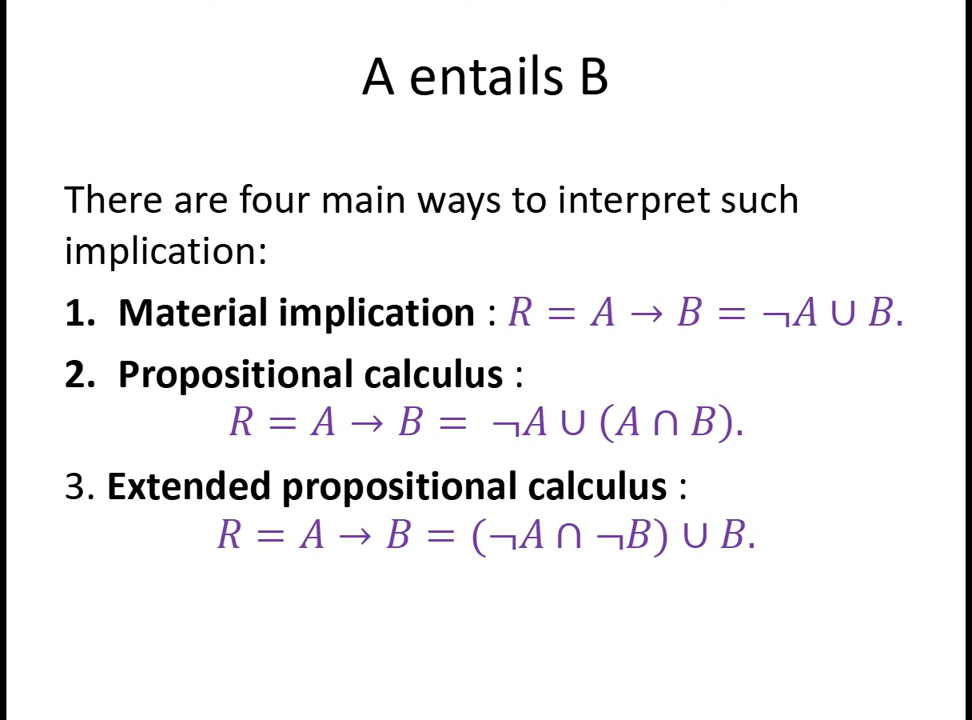 A entails B
There are four main ways to interpret such
implication:
1. Material implication : R = A → B = ¬A ∪ B.
2. Propositional calculus :
R = A → B = ¬A ∪ (A ∩ B).
3. Extended propositional calculus :
R = A → B = (¬A ∩ ¬B) ∪ B.